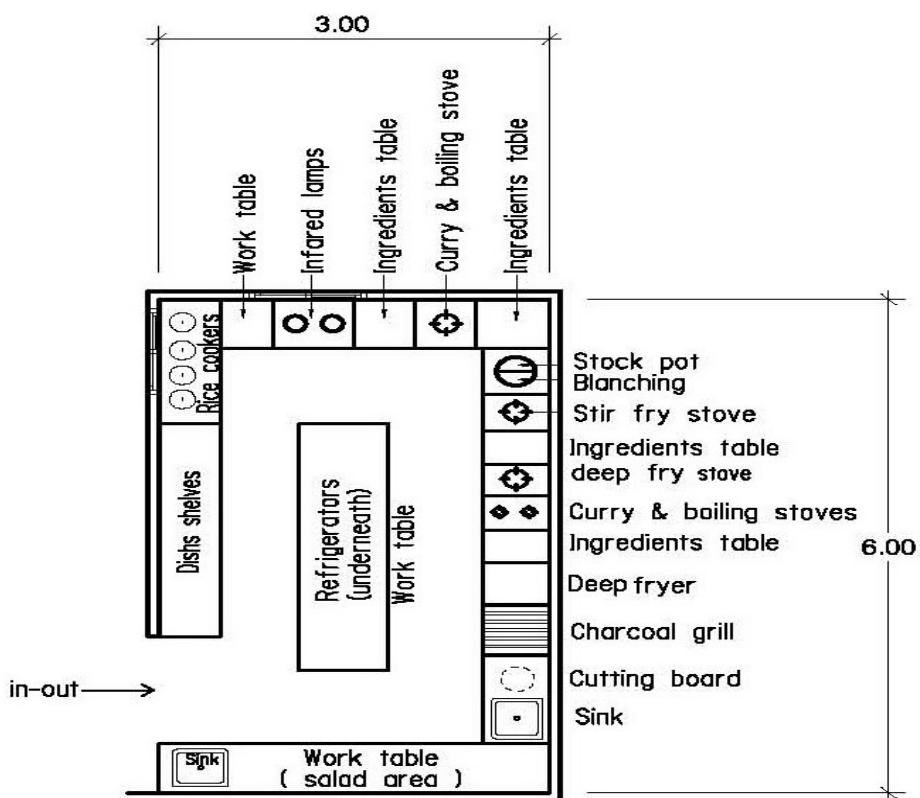 3.00
Work table
Infared lamps
Ingredients table
Curry & boiling stove
Ingredients table
Rice cookers
Stock pot
Blanching
Stir fry stove
Ingredients table
deep fry stove
Curry & boiling stoves
Ingredients table
6.00
Deep fryer
Charcoal grill
Cutting board
Sink
Dishs shelves
Refrigerators
(underneath)
Work table
in-out
Sink
Work table
( salad area )